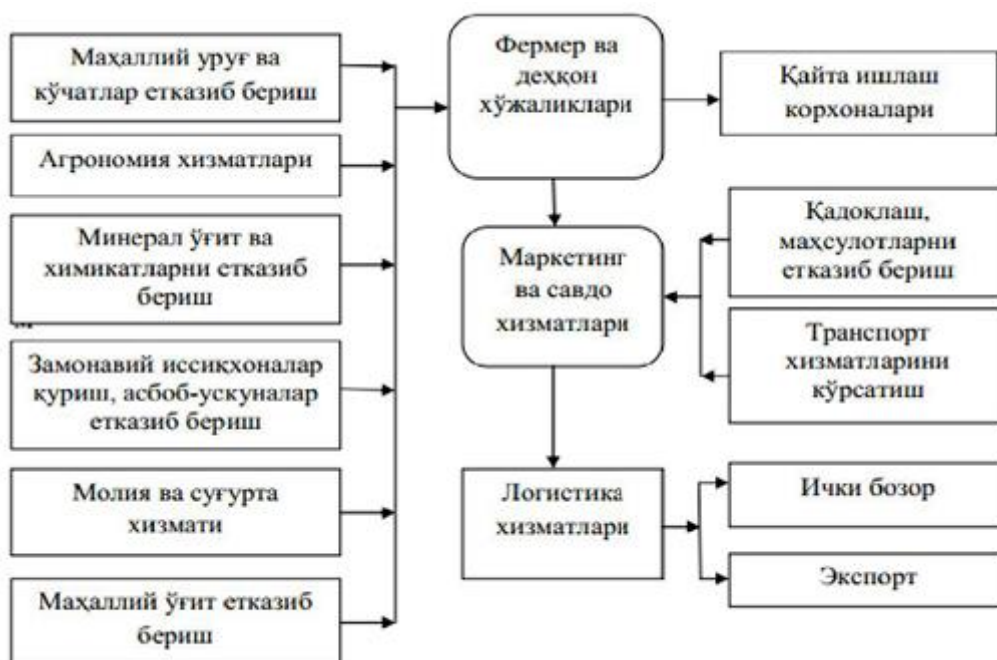 Маҳаллий уруғ ва
кўчатлар етказиб бериш
Агрономия хизматлари
Минерал ўғит ва
химикатларни етказиб
бериш
Замонавий иссиқхоналар
қуриш, асбоб-ускуналар
етказиб бериш
Молия ва суғурта
хизмати
Маҳаллий ўғит етказиб
бериш
Фермер ва
деҳқон
хўжаликлари
Маркетинг
ва савдо
хизматлари
Логистика
хизматлари
Қайта ишлаш
корхоналари
Қадоқлаш,
маҳсулотларни
етказиб бериш
Транспорт
хизматларини
кўрсатиш
Ички бозор
Экспорт